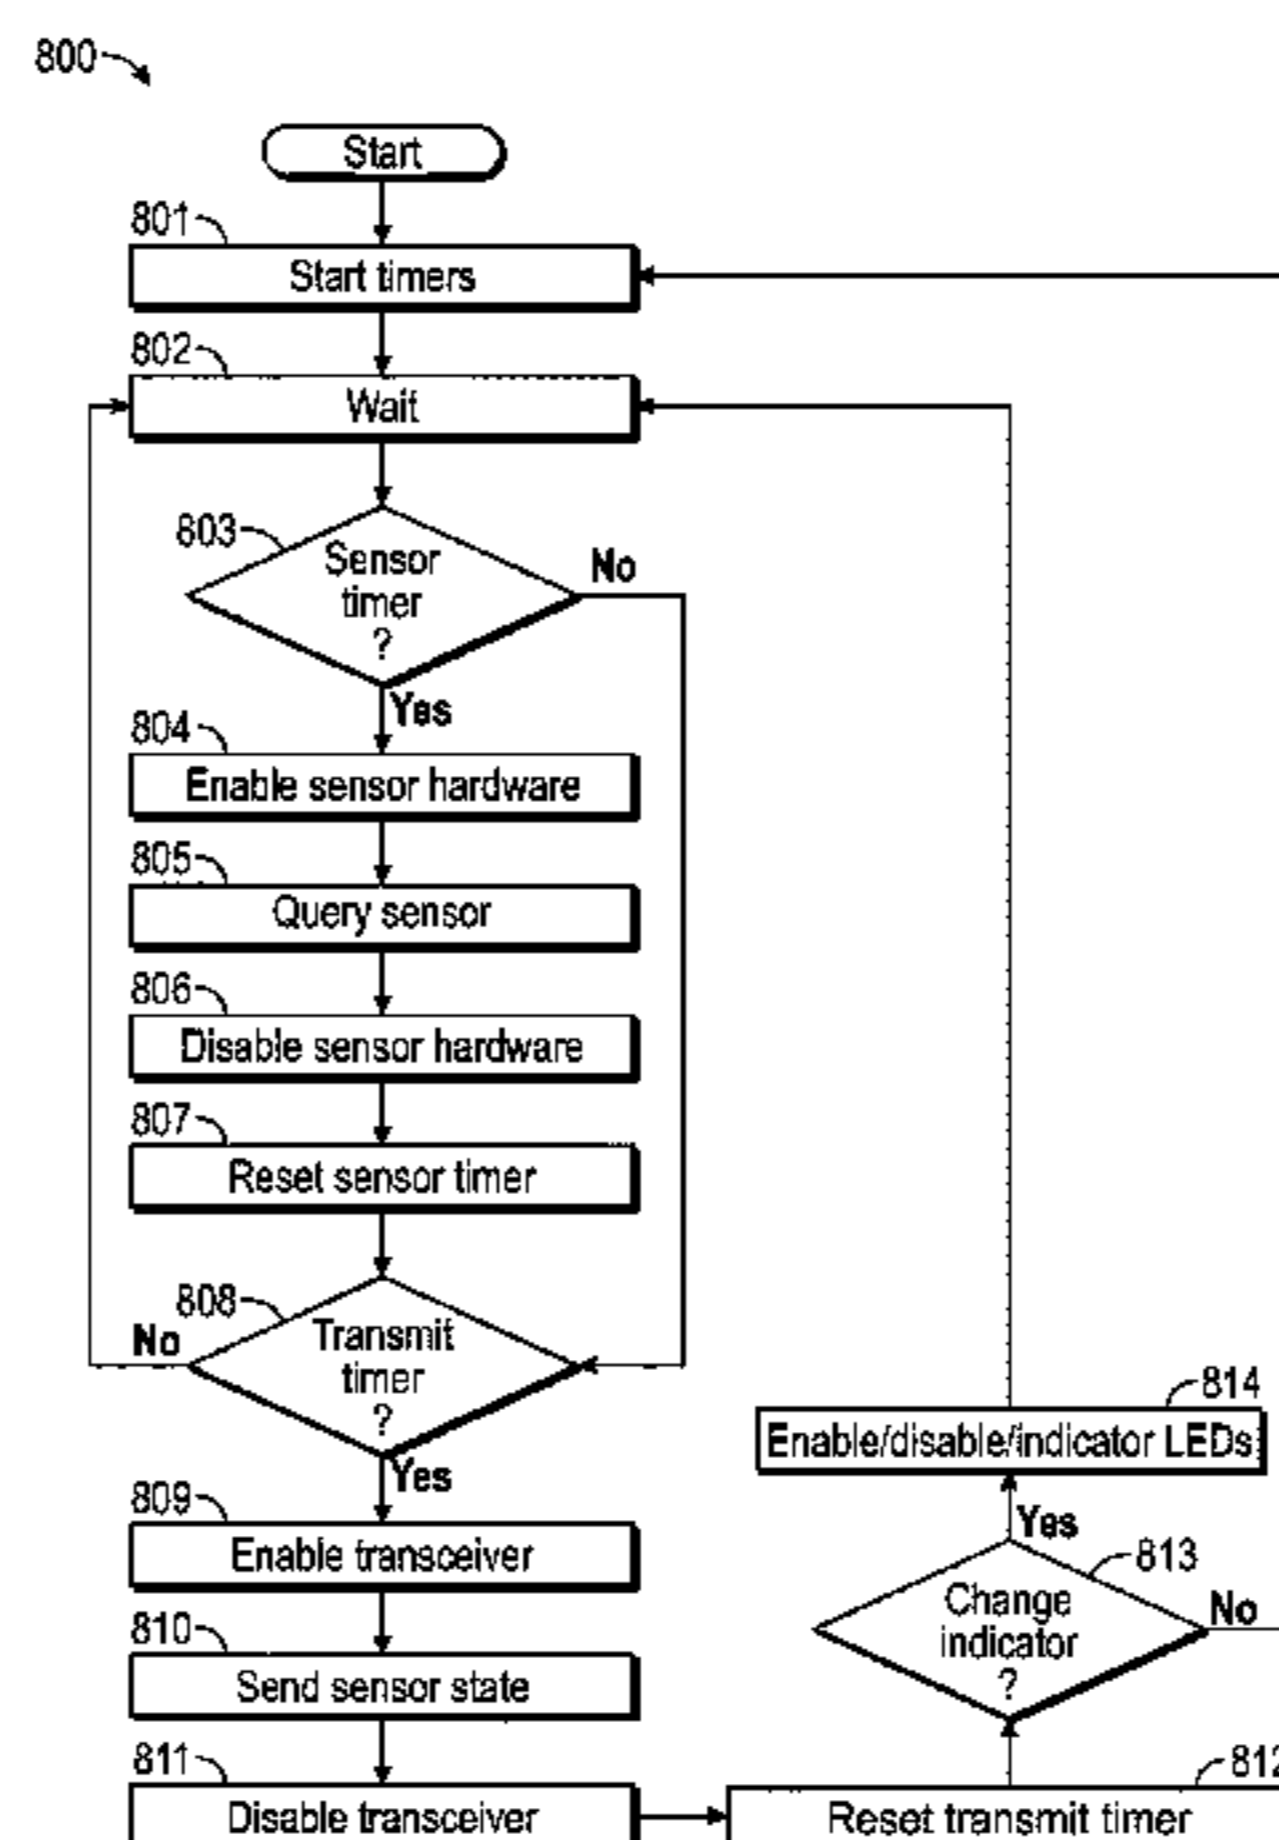 800
Start
801
Start timers
802
Wait
803
Sensor
timer
?
No
Yes
804
Enable sensor hardware
805
Query sensor
806
Disable sensor hardware
807
Reset sensor timer
808
Transmit
timer
?
No
Yes
809
Enable transceiver
810
Send sensor state
811
Disable transceiver
812
Reset transmit timer
813
Change
indicator
?
No
Yes
814
Enable/disable/indicator LEDs